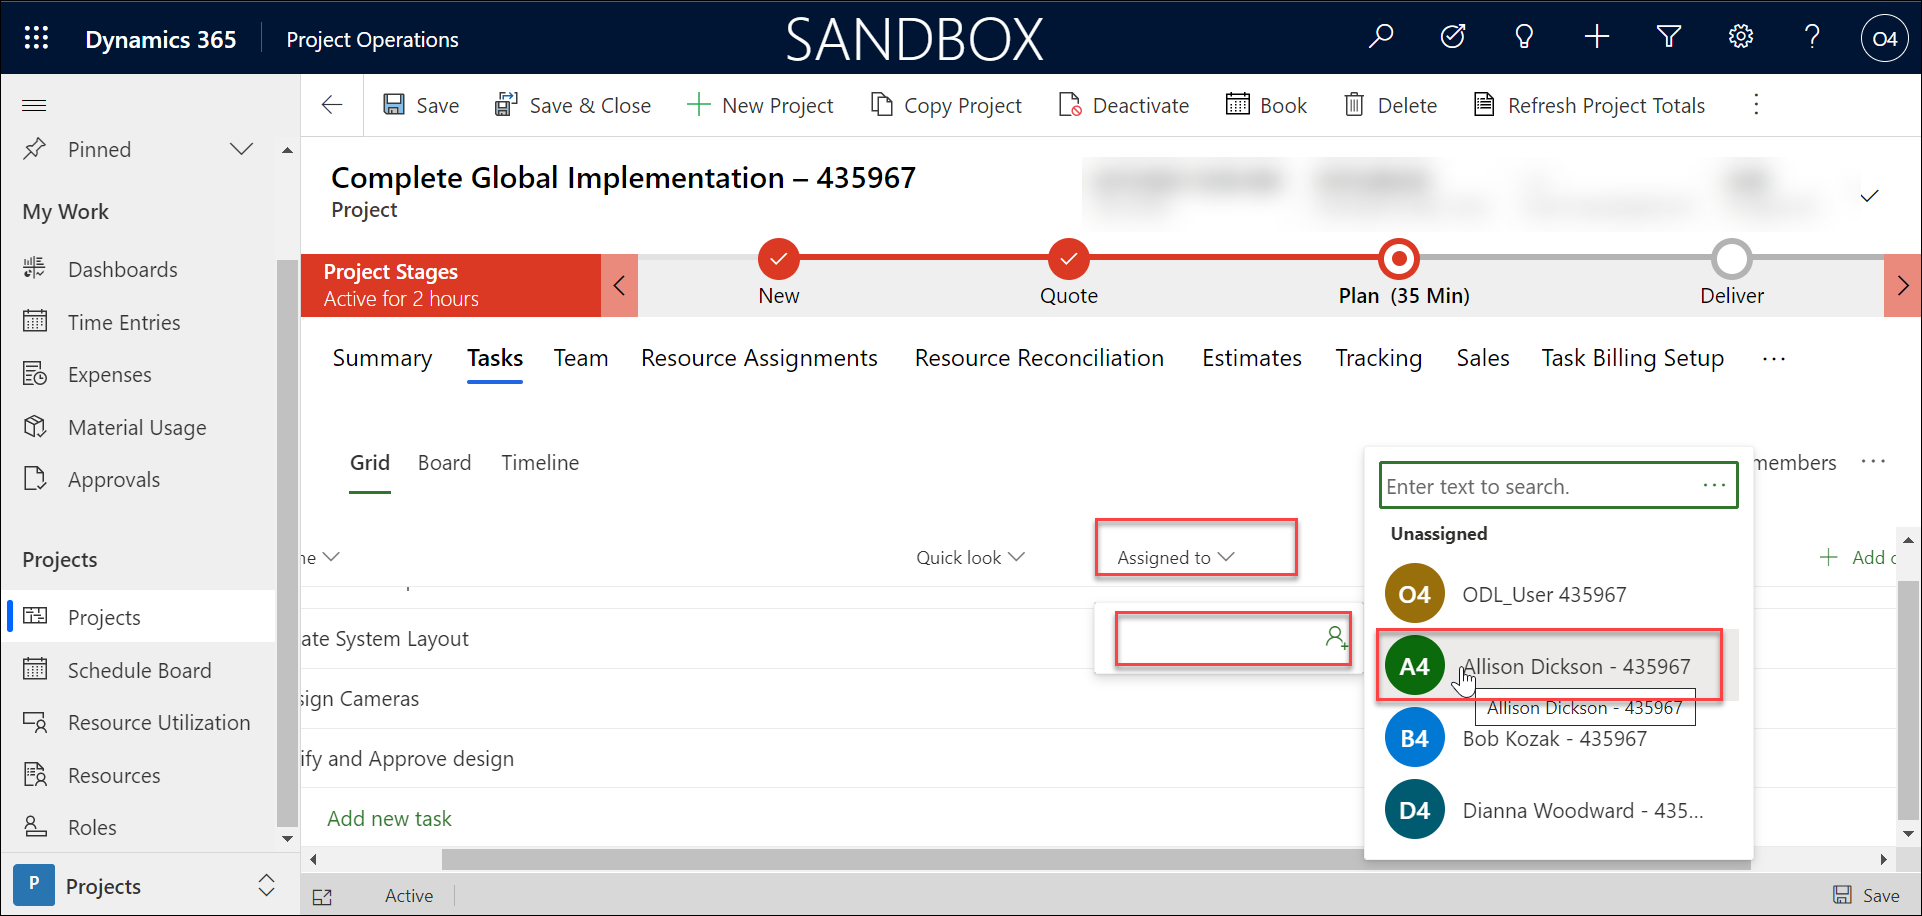 Dynamics 365
Project Operations
SANDBOX
O4
Save
Save & Close
New Project
Copy Project
Deactivate
Book
Delete
Refresh Project Totals
Pinned
My Work
Dashboards
Time Entries
Expenses
Material Usage
Approvals
Projects
Projects
Schedule Board
Resource Utilization
Resources
Roles
P
Projects
Complete Global Implementation – 435967
Project
Project Stages
Active for 2 hours
New
Quote
Plan (35 Min)
Deliver
Summary
Tasks
Team
Resource Assignments
Resource Reconciliation
Estimates
Tracking
Sales
Task Billing Setup
Grid
Board
Timeline
members
Quick look
Assigned to
Add
ate System Layout
sign Cameras
ify and Approve design
Add new task
Enter text to search.
Unassigned
O4
ODL_User 435967
A4
Allison Dickson - 435967
Allison Dickson - 435967
B4
Bob Kozak - 435967
D4
Dianna Woodward - 435...
Active
Save